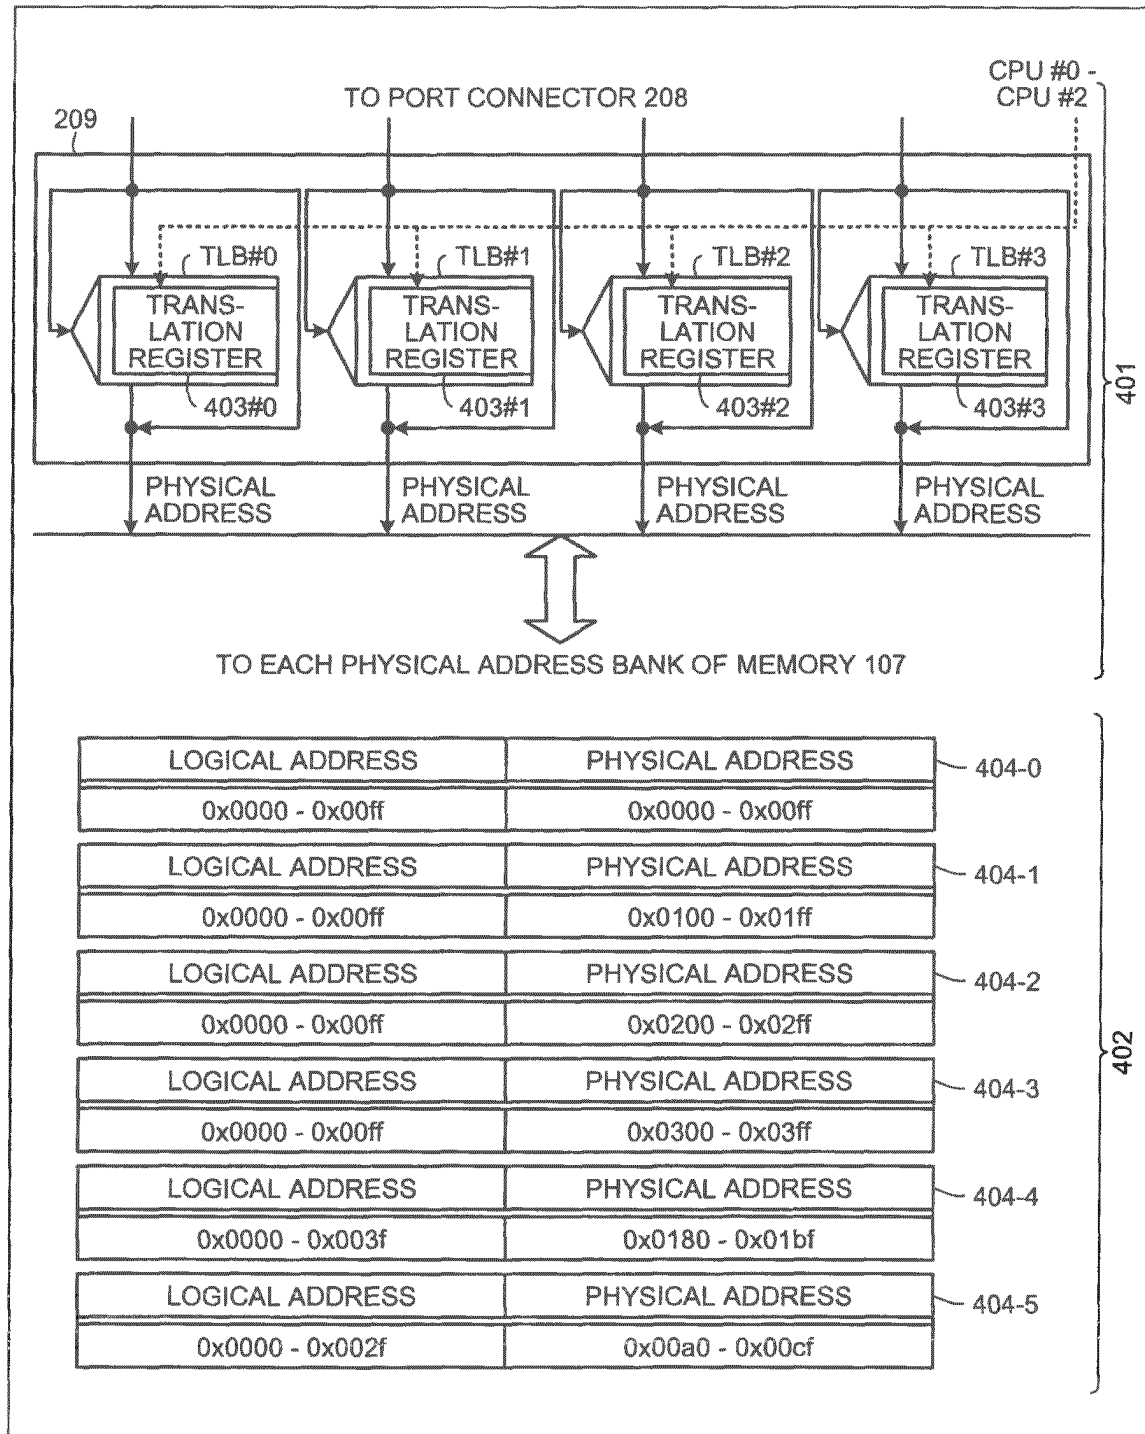 CPU #0 -
CPU #2
TO PORT CONNECTOR 208
209
TLB#0 TLB#1 TLB#2 TLB#3
TRANS- TRANS- TRANS- TRANS-
LATION LATION LATION LATION
REGISTER REGISTER REGISTER REGISTER
403#0 403#1 403#2 403#3
401
PHYSICAL PHYSICAL PHYSICAL PHYSICAL
ADDRESS ADDRESS ADDRESS ADDRESS
TO EACH PHYSICAL ADDRESS BANK OF MEMORY 107
LOGICAL ADDRESS PHYSICAL ADDRESS 404-0
0x0000 - 0x00ff 0x0000 - 0x00ff
LOGICAL ADDRESS PHYSICAL ADDRESS 404-1
0x0000 - 0x00ff 0x0100 - 0x01ff
LOGICAL ADDRESS PHYSICAL ADDRESS 404-2
0x0000 - 0x00ff 0x0200 - 0x02ff
402
LOGICAL ADDRESS PHYSICAL ADDRESS 404-3
0x0000 - 0x00ff 0x0300 - 0x03ff
LOGICAL ADDRESS PHYSICAL ADDRESS 404-4
0x0000 - 0x003f 0x0180 - 0x01bf
LOGICAL ADDRESS PHYSICAL ADDRESS 404-5
0x0000 - 0x002f 0x00a0 - 0x00cf